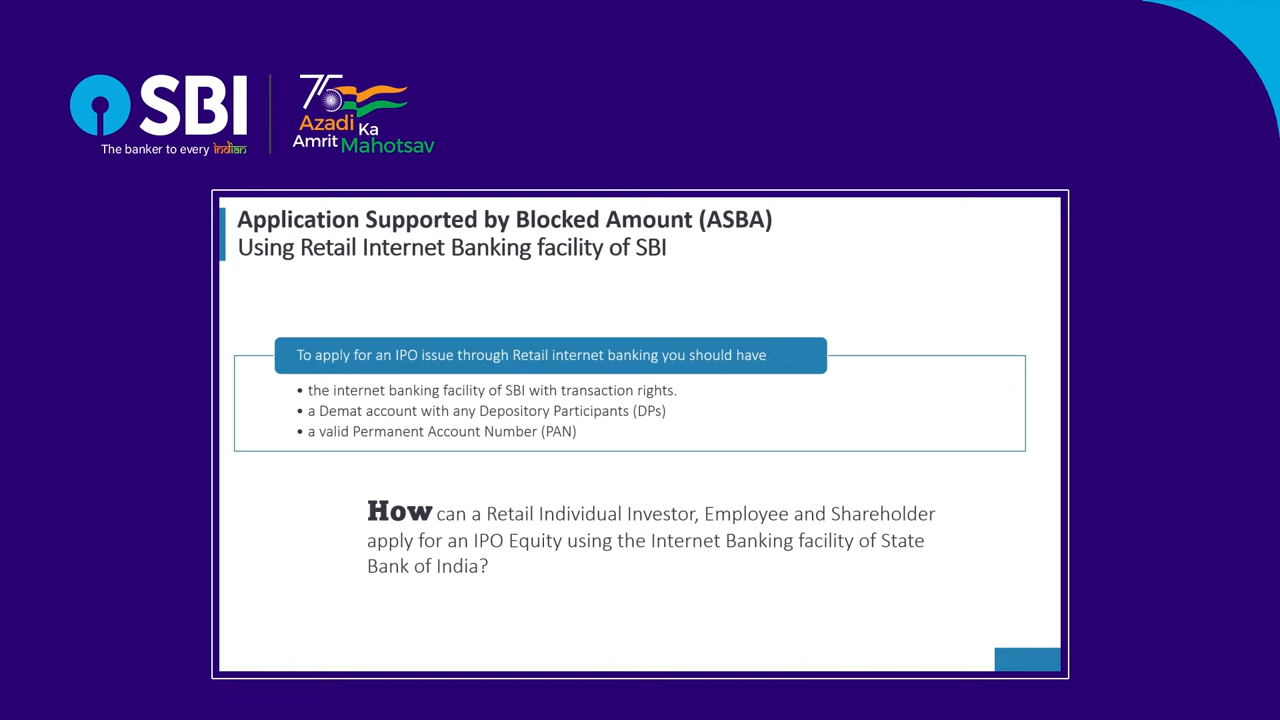 SBI
The banker to every indian
75
Azadi Ka
Amrit Mahotsav
Application Supported by Blocked Amount (ASBA)
Using Retail Internet Banking facility of SBI
To apply for an IPO issue through Retail internet banking you should have
• the internet banking facility of SBI with transaction rights.
• a Demat account with any Depository Participants (DPs)
• a valid Permanent Account Number (PAN)
How can a Retail Individual Investor, Employee and Shareholder
apply for an IPO Equity using the Internet Banking facility of State
Bank of India?